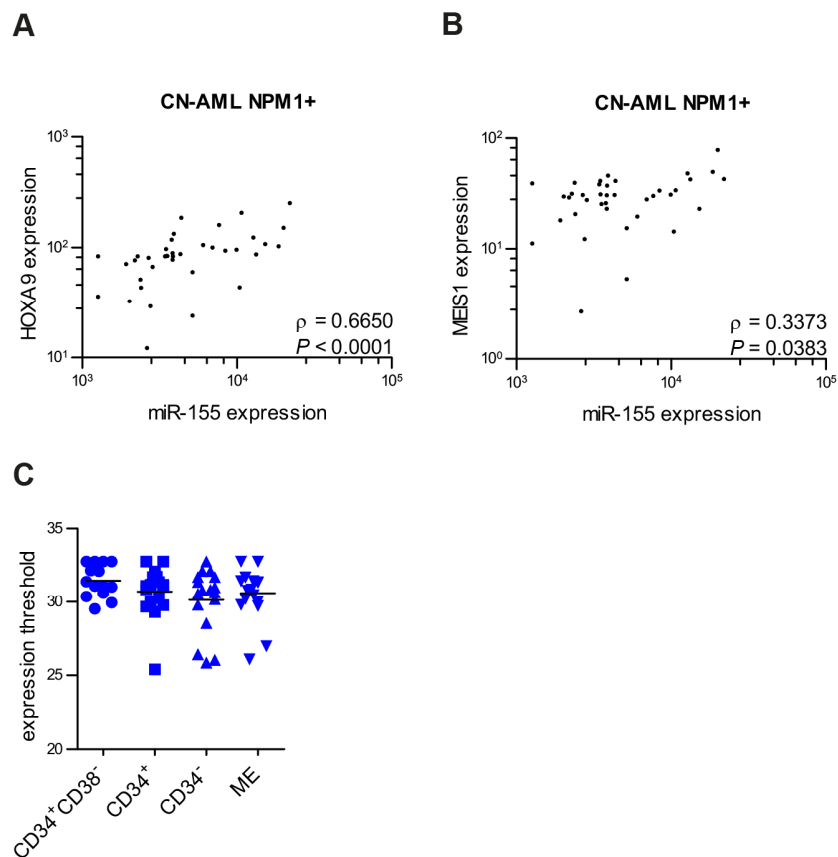 A
CN-AML NPM1+
HOXA9 expression
10³
10²
10¹
ρ = 0.6650
P < 0.0001
10³ 10⁴ 10⁵
miR-155 expression
B
CN-AML NPM1+
MEIS1 expression
10²
10¹
10⁰
ρ = 0.3373
P = 0.0383
10³ 10⁴ 10⁵
miR-155 expression
C
expression threshold
35
30
25
20
CD34⁺CD38⁻ CD34⁺ CD34⁻ ME